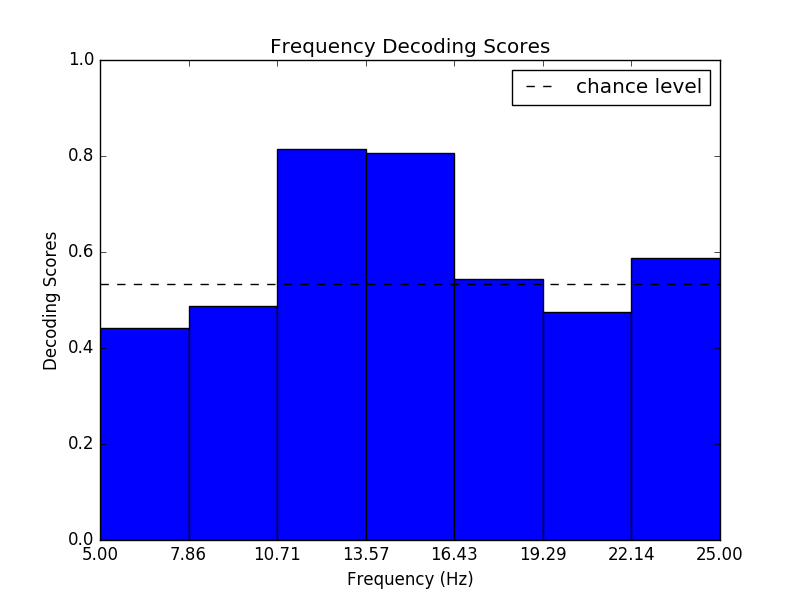 Frequency Decoding Scores
chance level
1.0
0.8
0.6
0.4
0.2
0.0
Decoding Scores
5.00 7.86 10.71 13.57 16.43 19.29 22.14 25.00
Frequency (Hz)